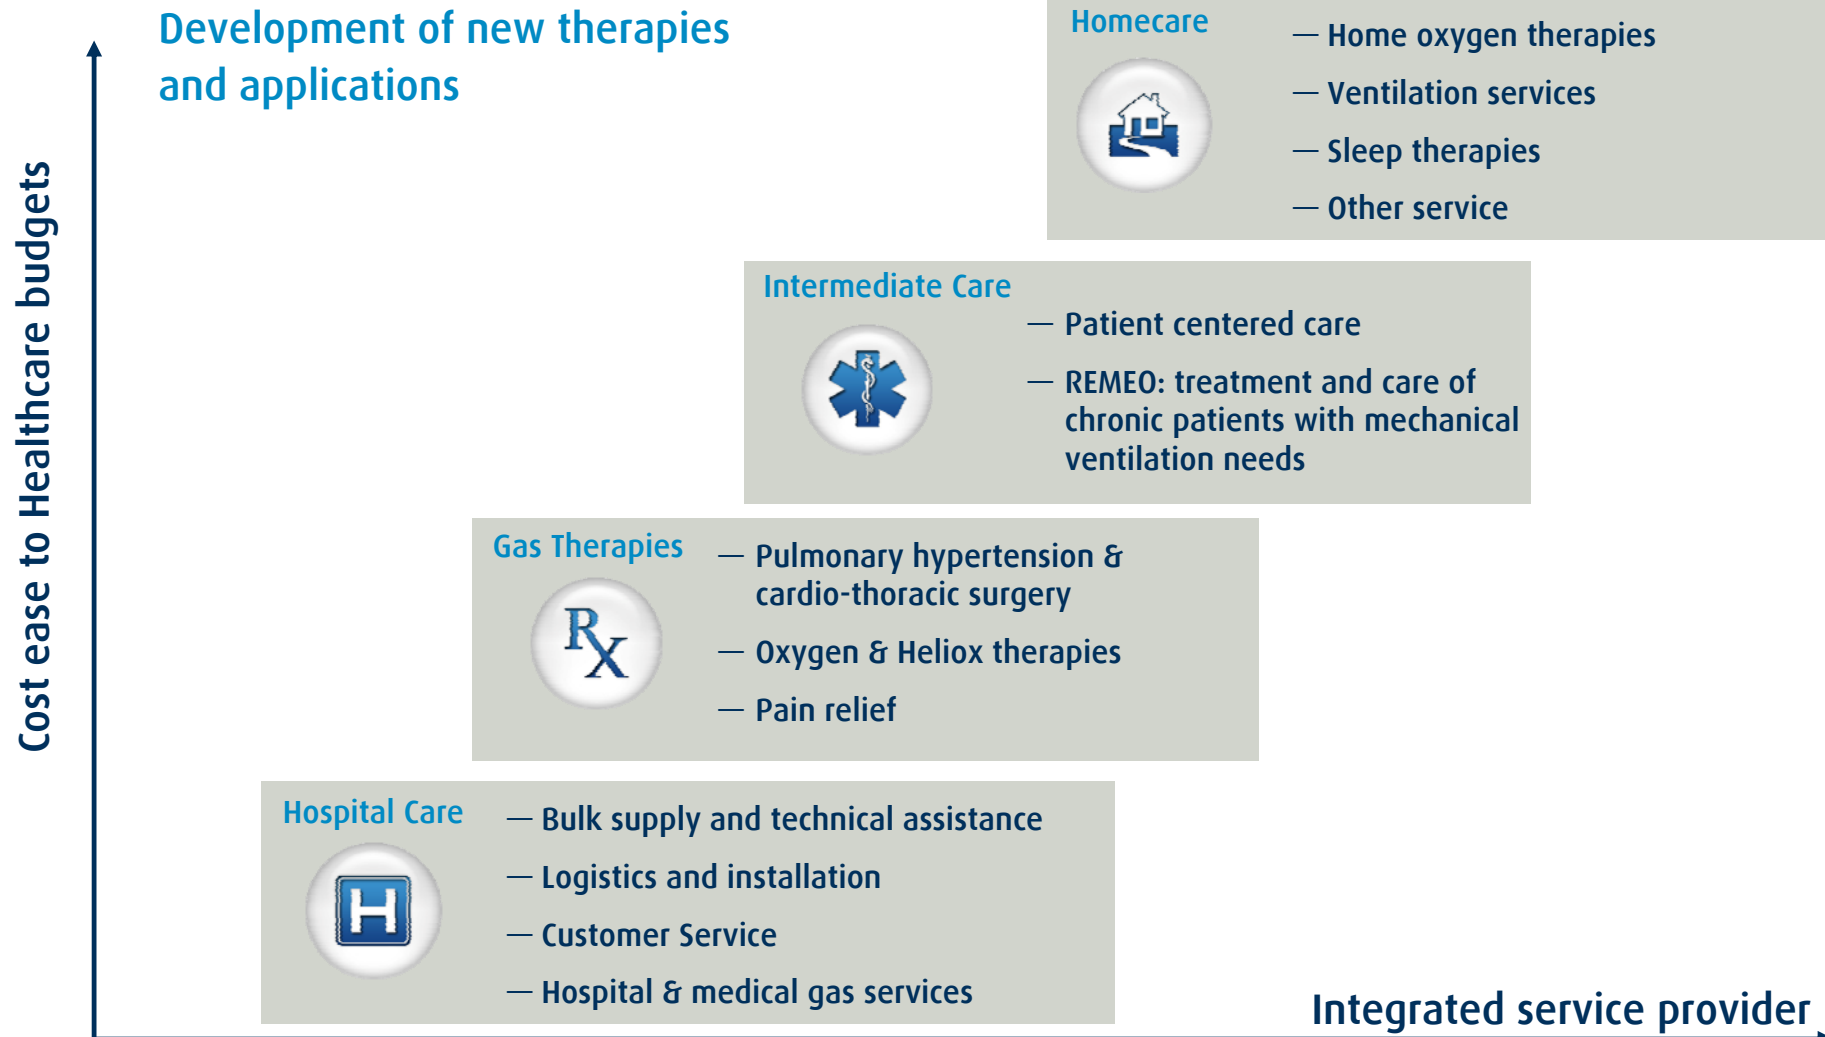 Development of new therapies
and applications
Cost ease to Healthcare budgets
Homecare
— Home oxygen therapies
— Ventilation services
— Sleep therapies
— Other service
Intermediate Care
— Patient centered care
— REMEO: treatment and care of
chronic patients with mechanical
ventilation needs
Gas Therapies
— Pulmonary hypertension &
cardio-thoracic surgery
— Oxygen & Heliox therapies
— Pain relief
Rx
Hospital Care
— Bulk supply and technical assistance
— Logistics and installation
— Customer Service
— Hospital & medical gas services
H
Integrated service provider